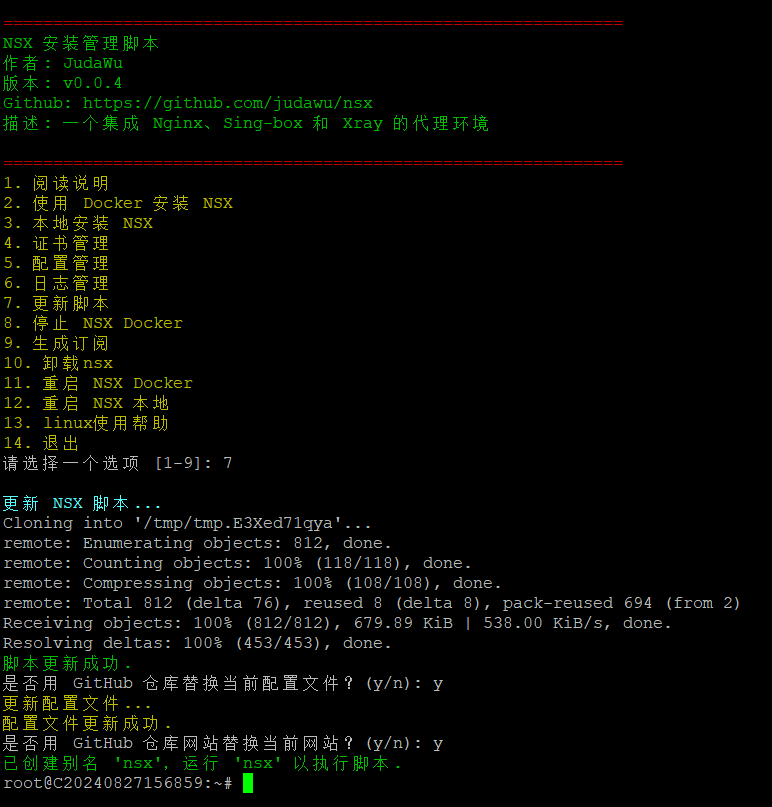 ==============================================================
NSX 安装管理脚本
作者: JudaWu
版本: v0.0.4
Github: https://github.com/judawu/nsx
描述: 一个集成 Nginx、Sing-box 和 Xray 的代理环境
==============================================================
1. 阅读说明
2. 使用 Docker 安装 NSX
3. 本地安装 NSX
4. 证书管理
5. 配置管理
6. 日志管理
7. 更新脚本
8. 停止 NSX Docker
9. 生成订阅
10. 卸载nsx
11. 重启 NSX Docker
12. 重启 NSX 本地
13. linux使用帮助
14. 退出
请选择一个选项 [1-9]: 7
更新 NSX 脚本...
Cloning into '/tmp/tmp.E3Xed71qya'...
remote: Enumerating objects: 812, done.
remote: Counting objects: 100% (118/118), done.
remote: Compressing objects: 100% (108/108), done.
remote: Total 812 (delta 76), reused 8 (delta 8), pack-reused 694 (from 2)
Receiving objects: 100% (812/812), 679.89 KiB | 538.00 KiB/s, done.
Resolving deltas: 100% (453/453), done.
脚本更新成功.
是否用 GitHub 仓库替换当前配置文件? (y/n): y
更新配置文件...
配置文件更新成功.
是否用 GitHub 仓库网站替换当前网站? (y/n): y
已创建别名 'nsx', 运行 'nsx' 以执行脚本.
root@C20240827156859:~#